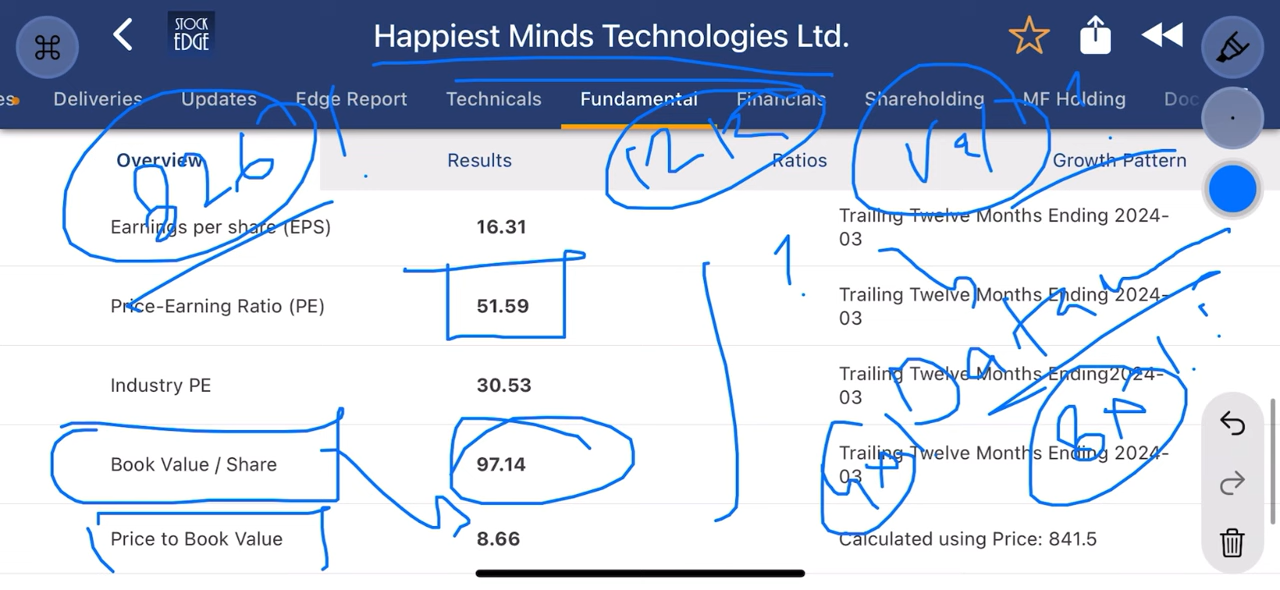 STOCK EDGE
Happiest Minds Technologies Ltd.
es Deliveries Updates Edge Report Technicals Fundamental Financials Shareholding MF Holding Doc
Overview Results Ratios Growth Pattern
826
Val
Earnings per share (EPS) 16.31 Trailing Twelve Months Ending 2024-
03
Price-Earning Ratio (PE) 51.59 Trailing Twelve Months Ending 2024-
03
Industry PE 30.53 Trailing Twelve Months Ending2024-
03
Book Value / Share 97.14 Trailing Twelve Months Ending 2024-
03
Price to Book Value 8.66 Calculated using Price: 841.5